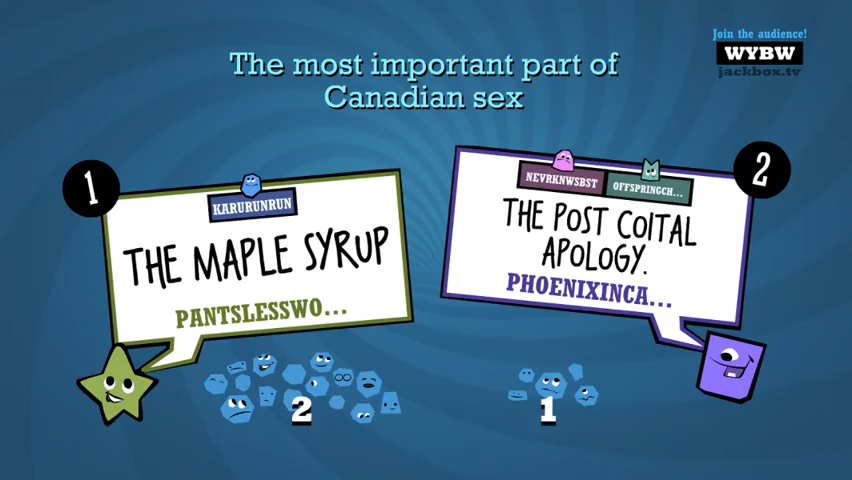 Join the audience!
WYBW
jackbox.tv
The most important part of
Canadian sex
1
KARURUNRUN
THE MAPLE SYRUP
PANTSLESSWO...
2
NEVRKNWSBST
OFFSPRINGCH...
THE POST COITAL
APOLOGY.
PHOENIXINCA...
2
1